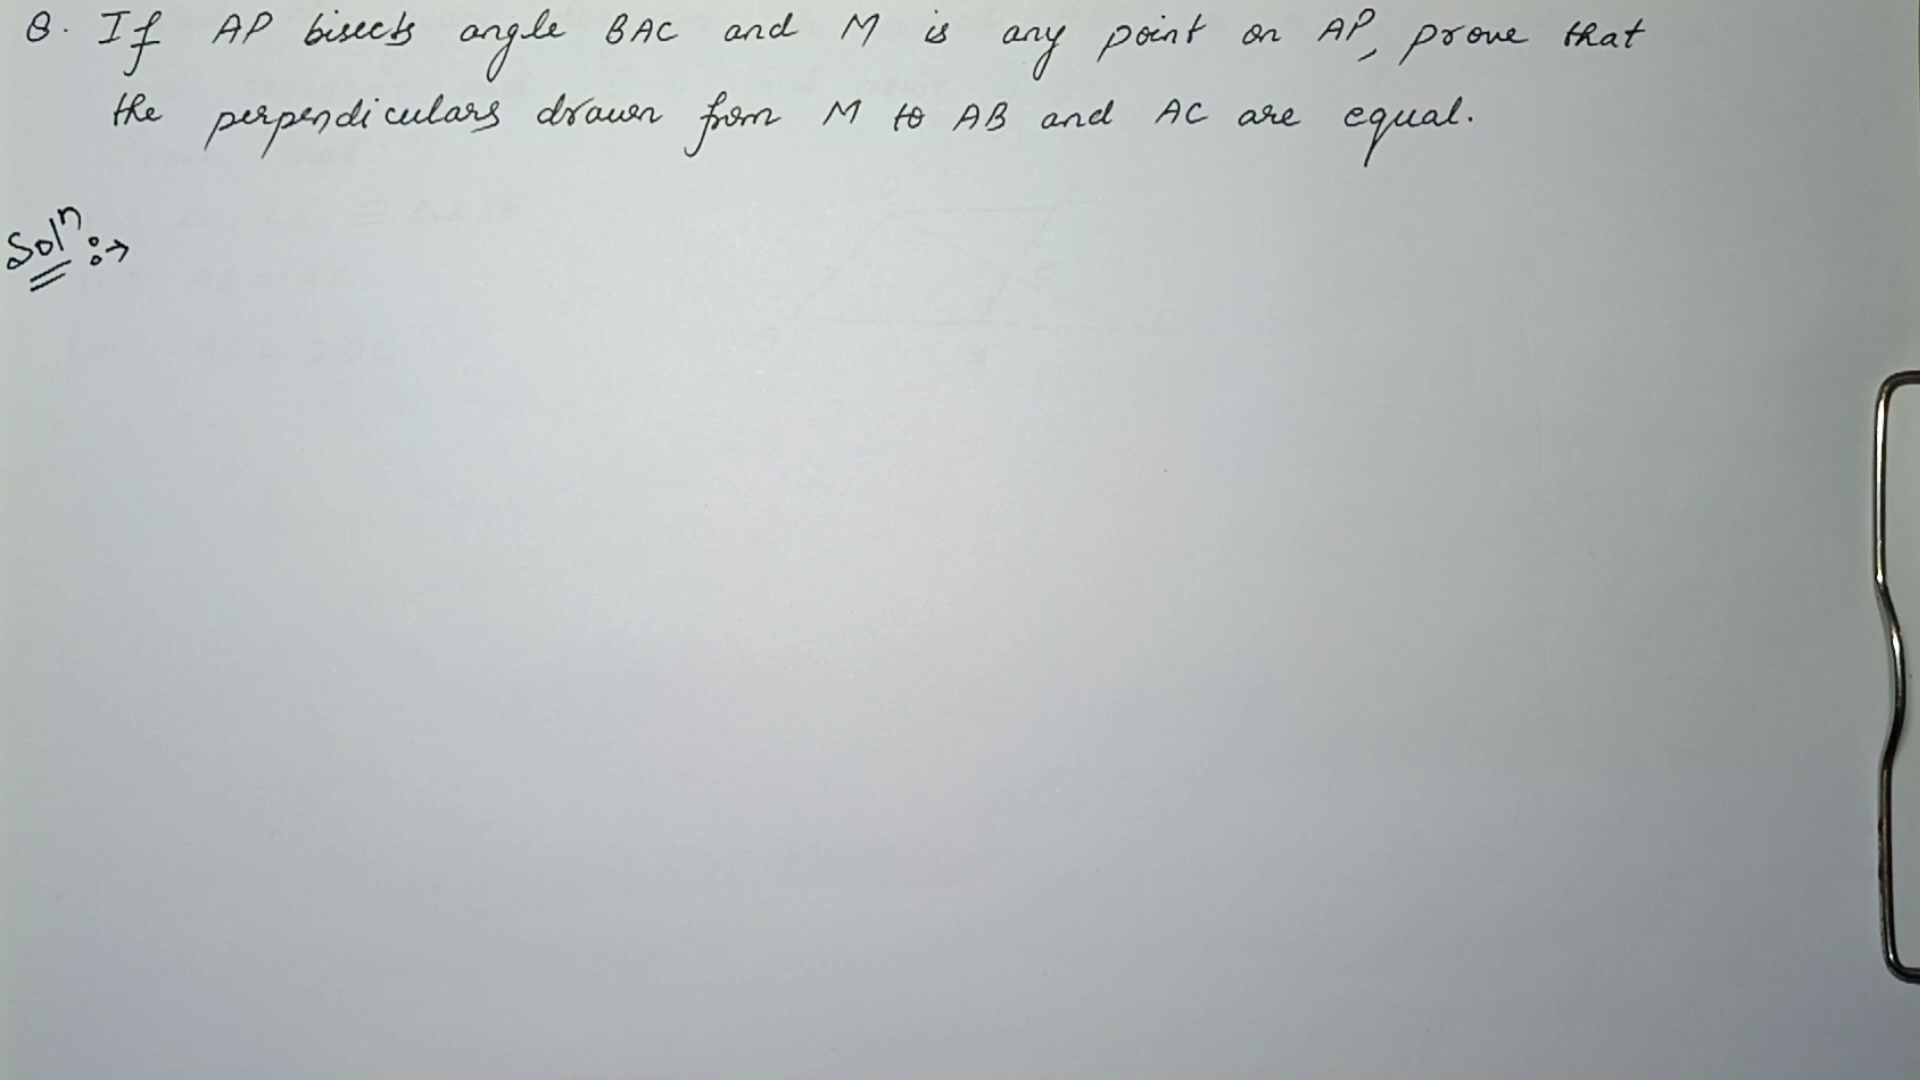 Q. If AP bisects angle BAC and M is any point on AP, prove that
the perpendiculars drawn from M to AB and AC are equal.
Solⁿ :→